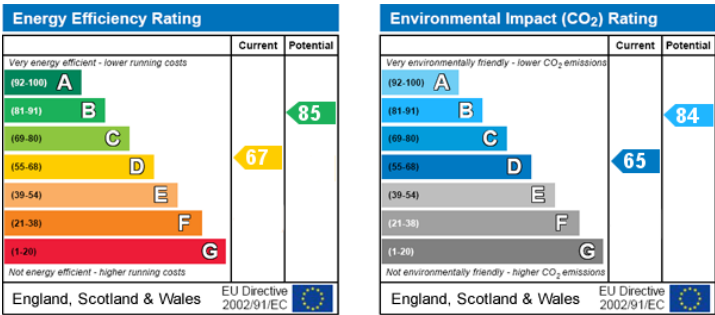 Energy Efficiency Rating
Current Potential
Very energy efficient - lower running costs
(92-100) A
(81-91) B
85
(69-80) C
(55-68) D
67
(39-54) E
(21-38) F
(1-20) G
Not energy efficient - higher running costs
England, Scotland & Wales
EU Directive
2002/91/EC
Environmental Impact (CO2) Rating
Current Potential
Very environmentally friendly - lower CO2 emissions
(92-100) A
(81-91) B
84
(69-80) C
(55-68) D
65
(39-54) E
(21-38) F
(1-20) G
Not environmentally friendly - higher CO2 emissions
England, Scotland & Wales
EU Directive
2002/91/EC